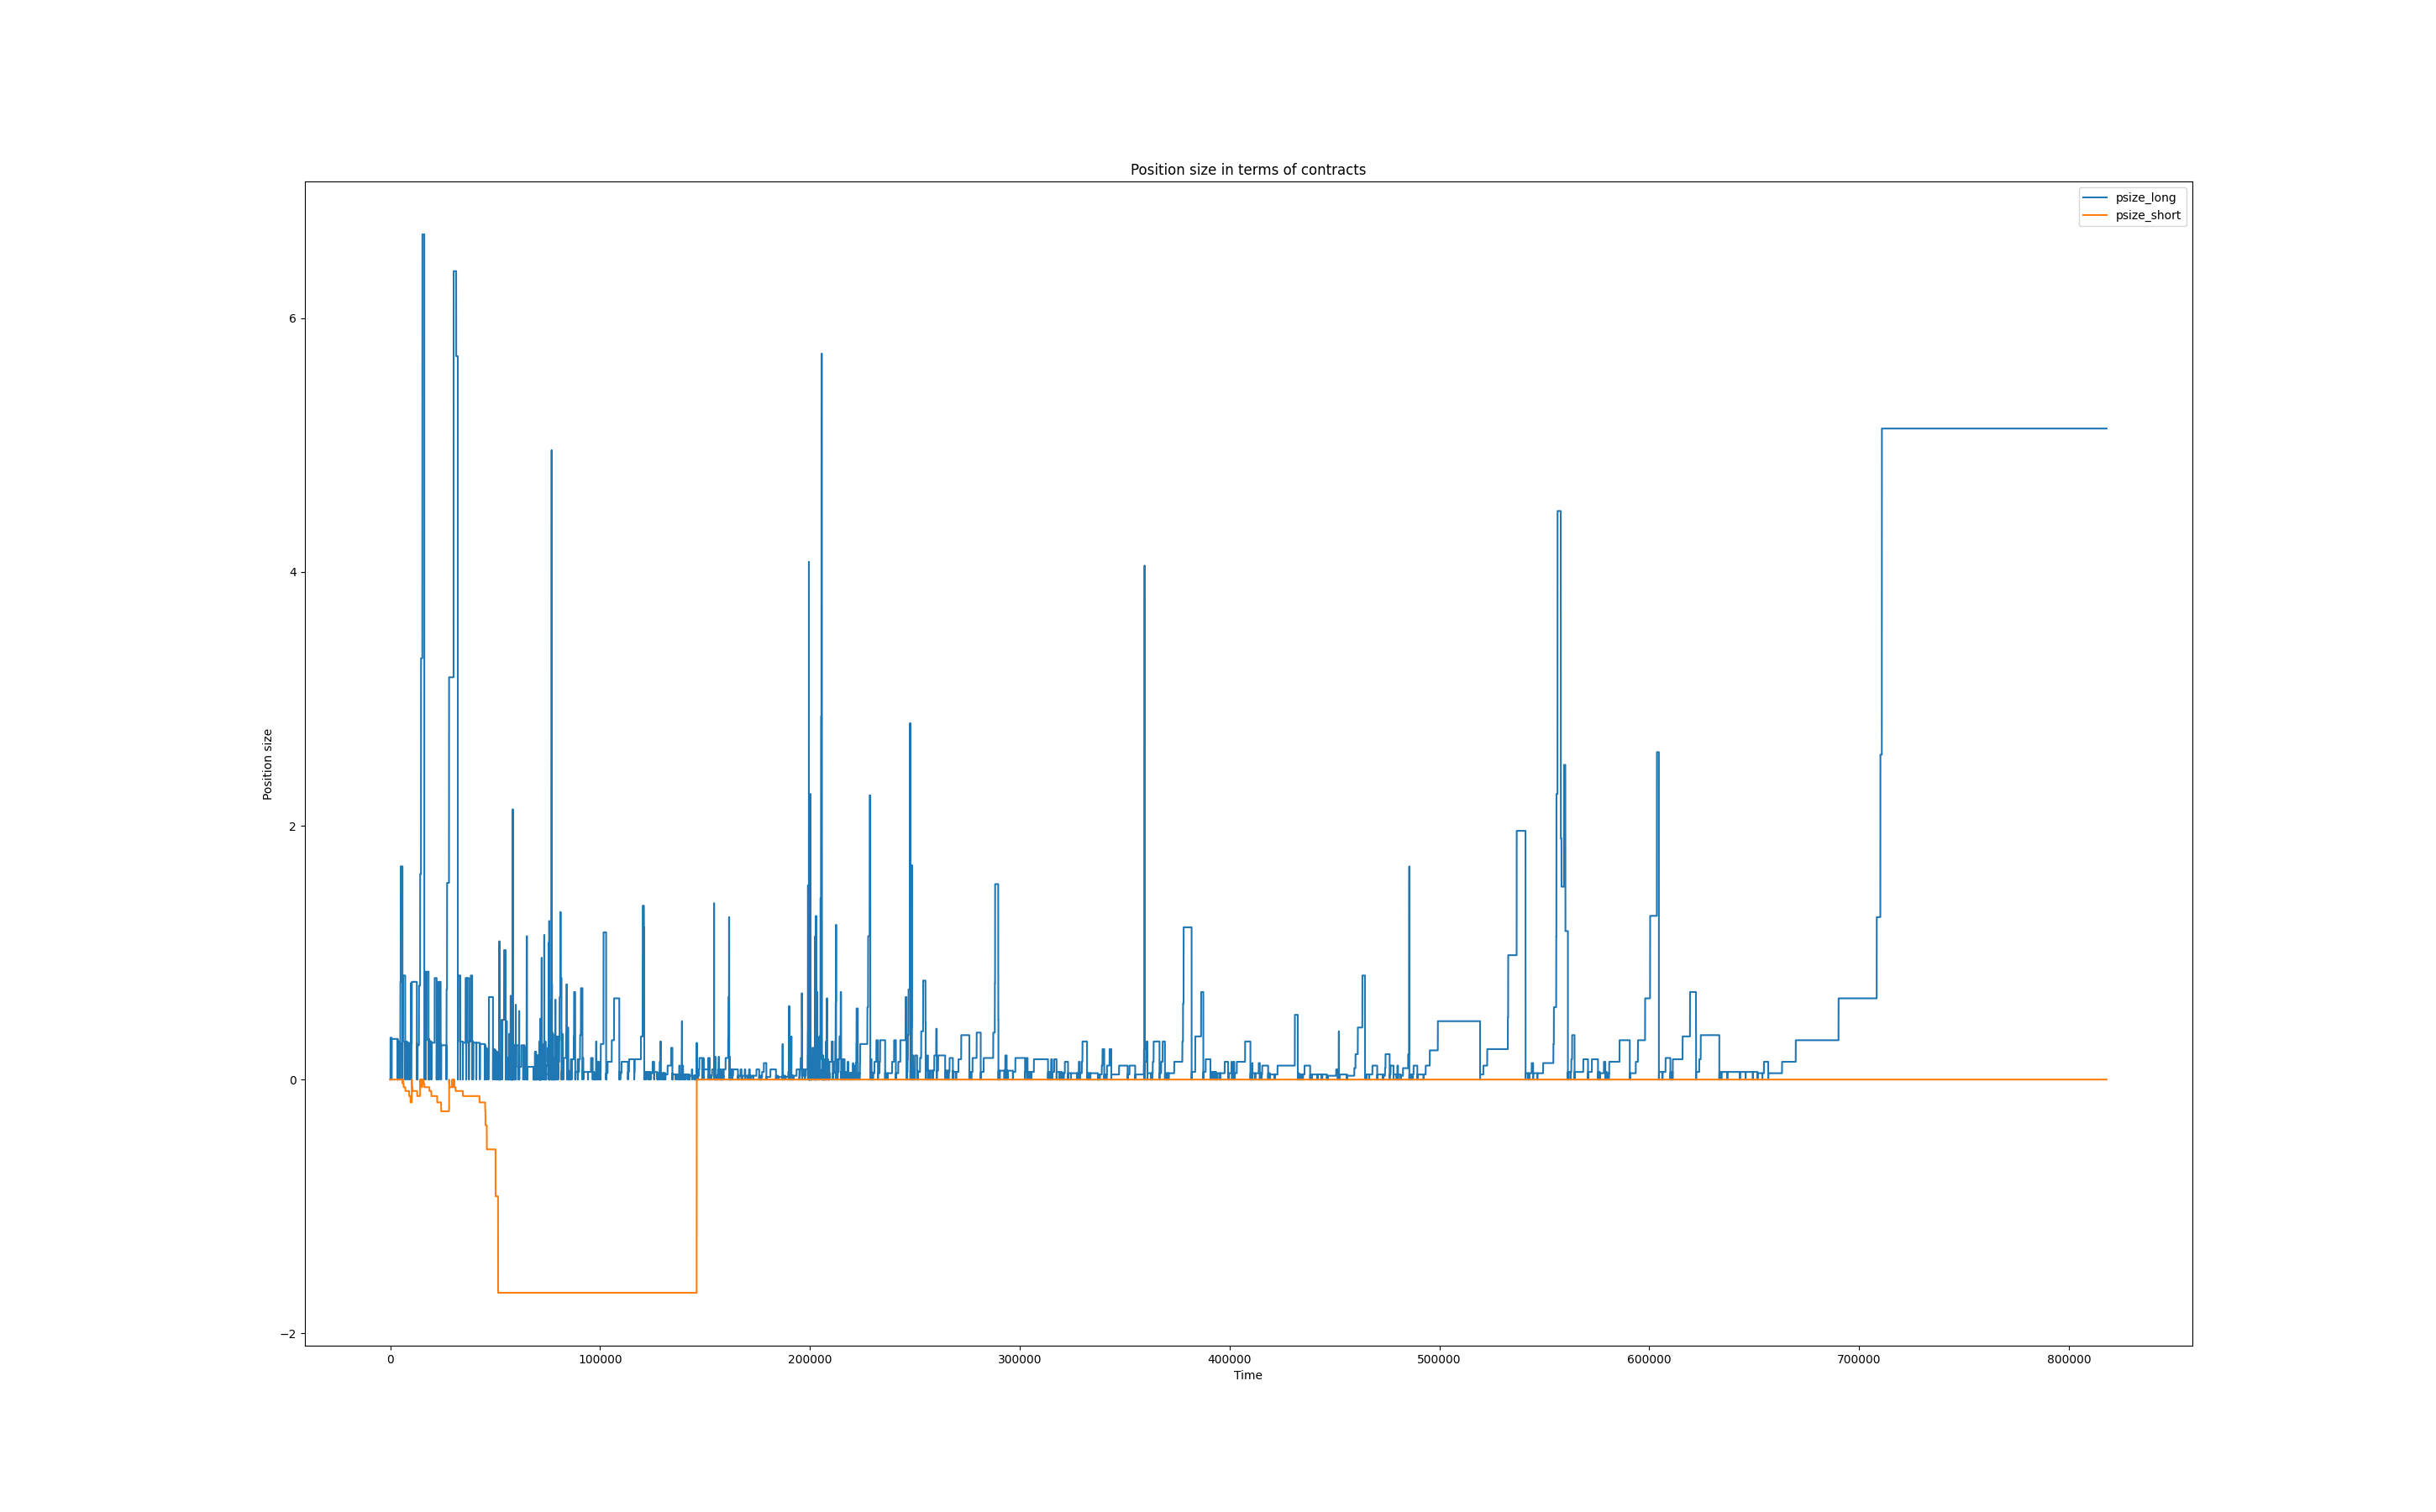 Position size in terms of contracts
psize_long
psize_short
6
4
2
0
−2
Position size
0 100000 200000 300000 400000 500000 600000 700000 800000
Time